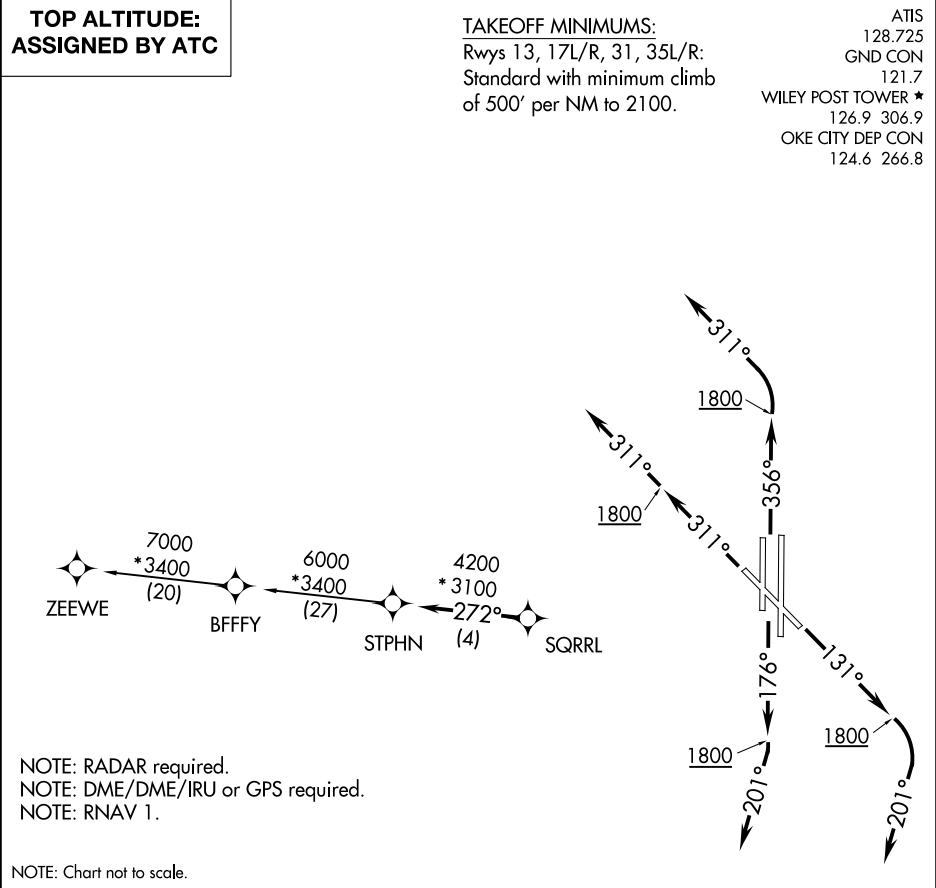 TOP ALTITUDE:
ASSIGNED BY ATC
TAKEOFF MINIMUMS:
Rwys 13, 17L/R, 31, 35L/R:
Standard with minimum climb
of 500' per NM to 2100.
ATIS
128.725
GND CON
121.7
WILEY POST TOWER ★
126.9 306.9
OKE CITY DEP CON
124.6 266.8
311°
1800
356°
311°
1800
311°
7000
*3400
(20)
6000
*3400
(27)
4200
*3100
272°
(4)
ZEEWE
BFFFY
STPHN
SQRRL
176°
131°
1800
1800
201°
201°
NOTE: RADAR required.
NOTE: DME/DME/IRU or GPS required.
NOTE: RNAV 1.
NOTE: Chart not to scale.